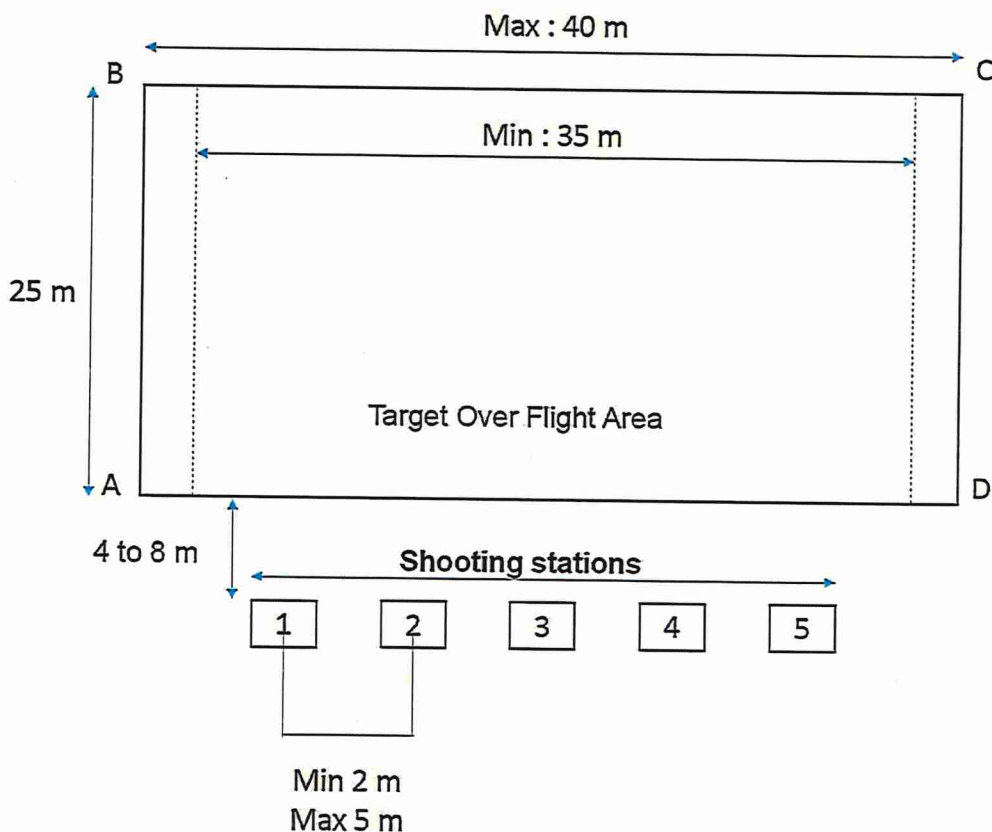 Max : 40 m
B
C
Min : 35 m
25 m
Target Over Flight Area
A
D
4 to 8 m
Shooting stations
1 2 3 4 5
Min 2 m
Max 5 m